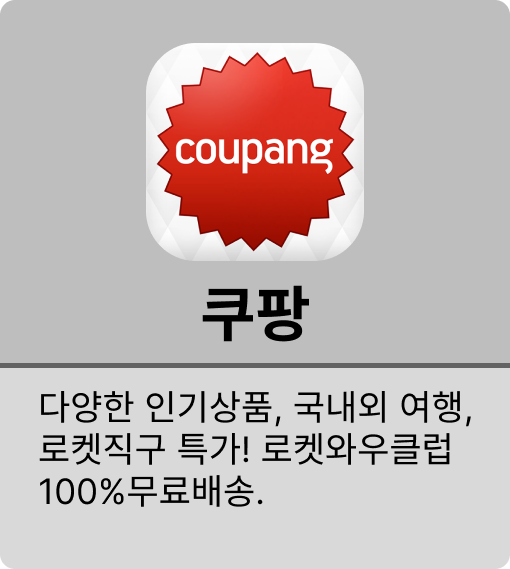 coupang
쿠팡
다양한 인기상품, 국내외 여행,
로켓직구 특가! 로켓와우클럽
100%무료배송.